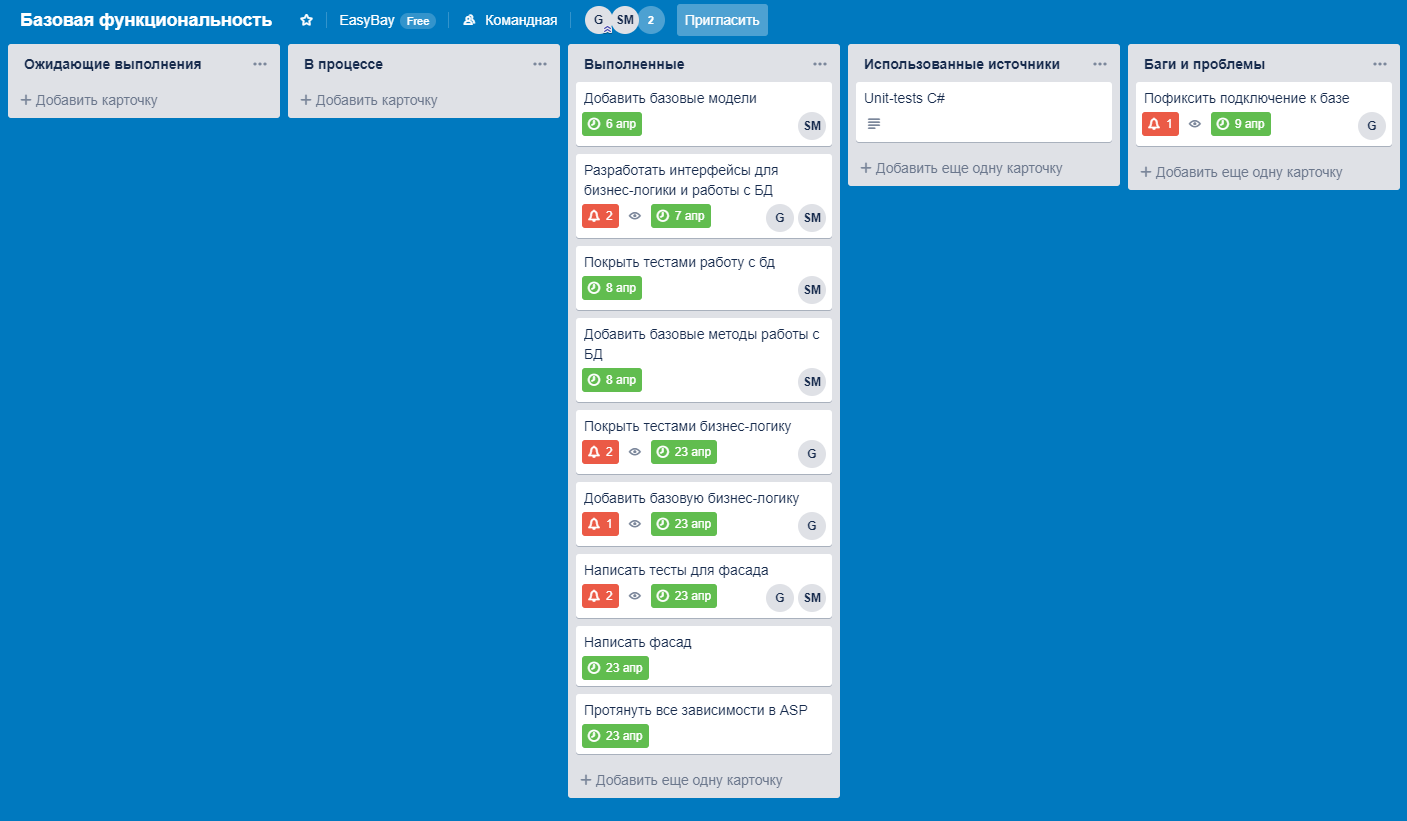 Базовая функциональность
EasyBay Free
Командная
G SM 2
Пригласить
Ожидающие выполнения
+ Добавить карточку
В процессе
+ Добавить карточку
Выполненные
Добавить базовые модели
6 апр
SM
Разработать интерфейсы для
бизнес-логики и работы с БД
2 7 апр
G SM
Покрыть тестами работу с бд
8 апр
SM
Добавить базовые методы работы с
БД
8 апр
SM
Покрыть тестами бизнес-логику
2 23 апр
G
Добавить базовую бизнес-логику
1 23 апр
G
Написать тесты для фасада
2 23 апр
G SM
Написать фасад
23 апр
Протянуть все зависимости в ASP
23 апр
+ Добавить еще одну карточку
Использованные источники
Unit-tests C#
+ Добавить еще одну карточку
Баги и проблемы
Пофиксить подключение к базе
1 9 апр
G
+ Добавить еще одну карточку